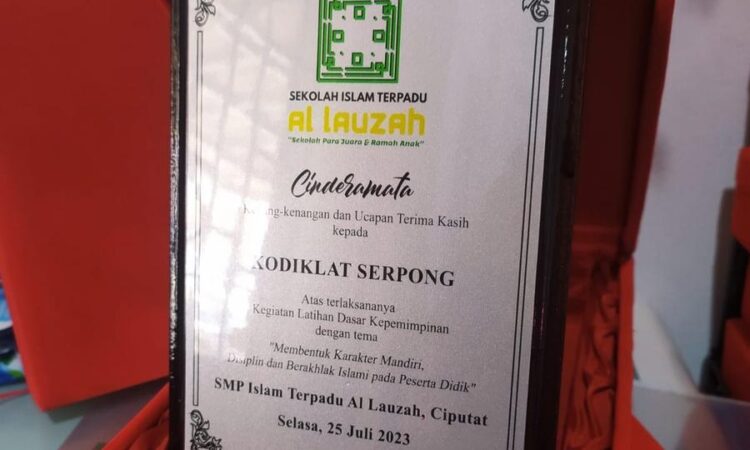 SEKOLAH ISLAM TERPADU
al lauzah
"Sekolah Para Juara & Ramah Anak"
Cinderamata
dan Ucapan Terima Kasih
kepada
KODIKLAT SERPONG
Atas terlaksananya
Kegiatan Latihan Dasar Kepemimpinan
dengan tema
"Membentuk Karakter Mandiri,
Disiplin dan Berakhlak Islami pada Peserta Didik"
SMP Islam Terpadu Al Lauzah, Ciputat
Selasa, 25 Juli 2023